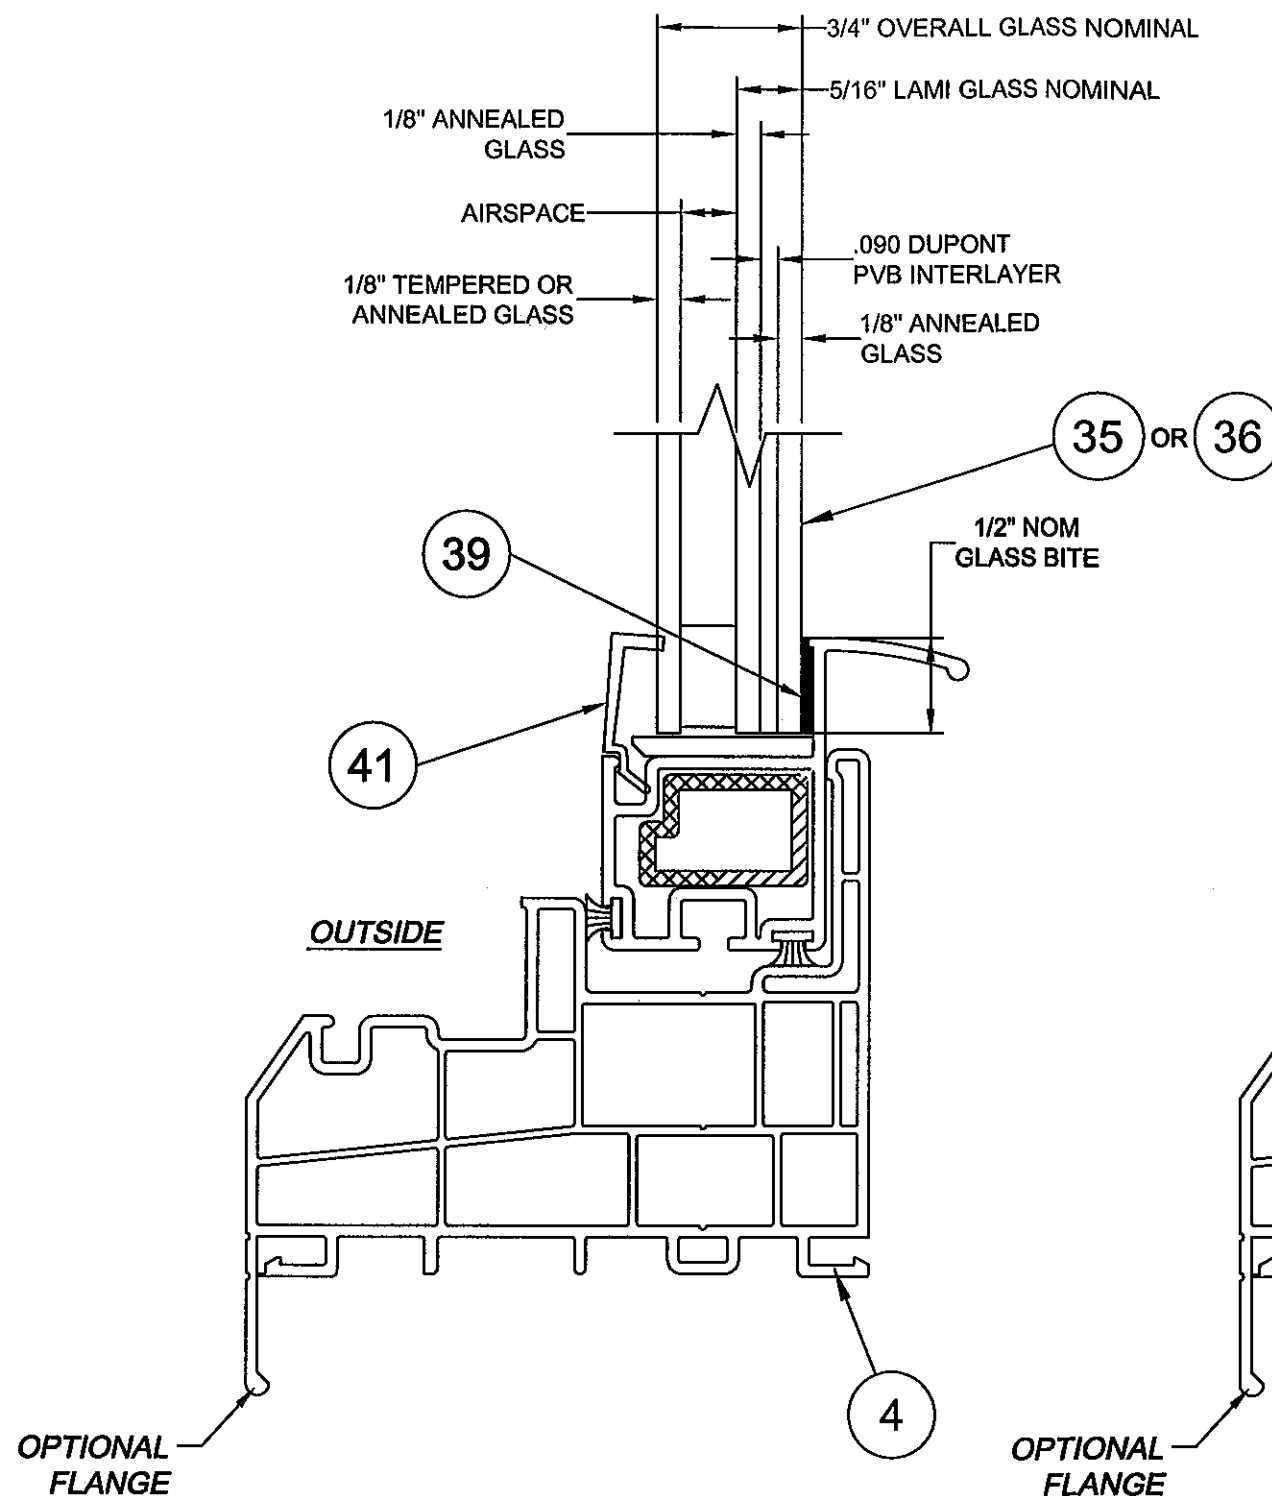 3/4" OVERALL GLASS NOMINAL
5/16" LAMI GLASS NOMINAL
1/8" ANNEALED
GLASS
AIRSPACE
.090 DUPONT
PVB INTERLAYER
1/8" TEMPERED OR
ANNEALED GLASS
1/8" ANNEALED
GLASS
35 OR 36
1/2" NOM
GLASS BITE
39
41
OUTSIDE
4
OPTIONAL
FLANGE
OPTIONAL
FLANGE